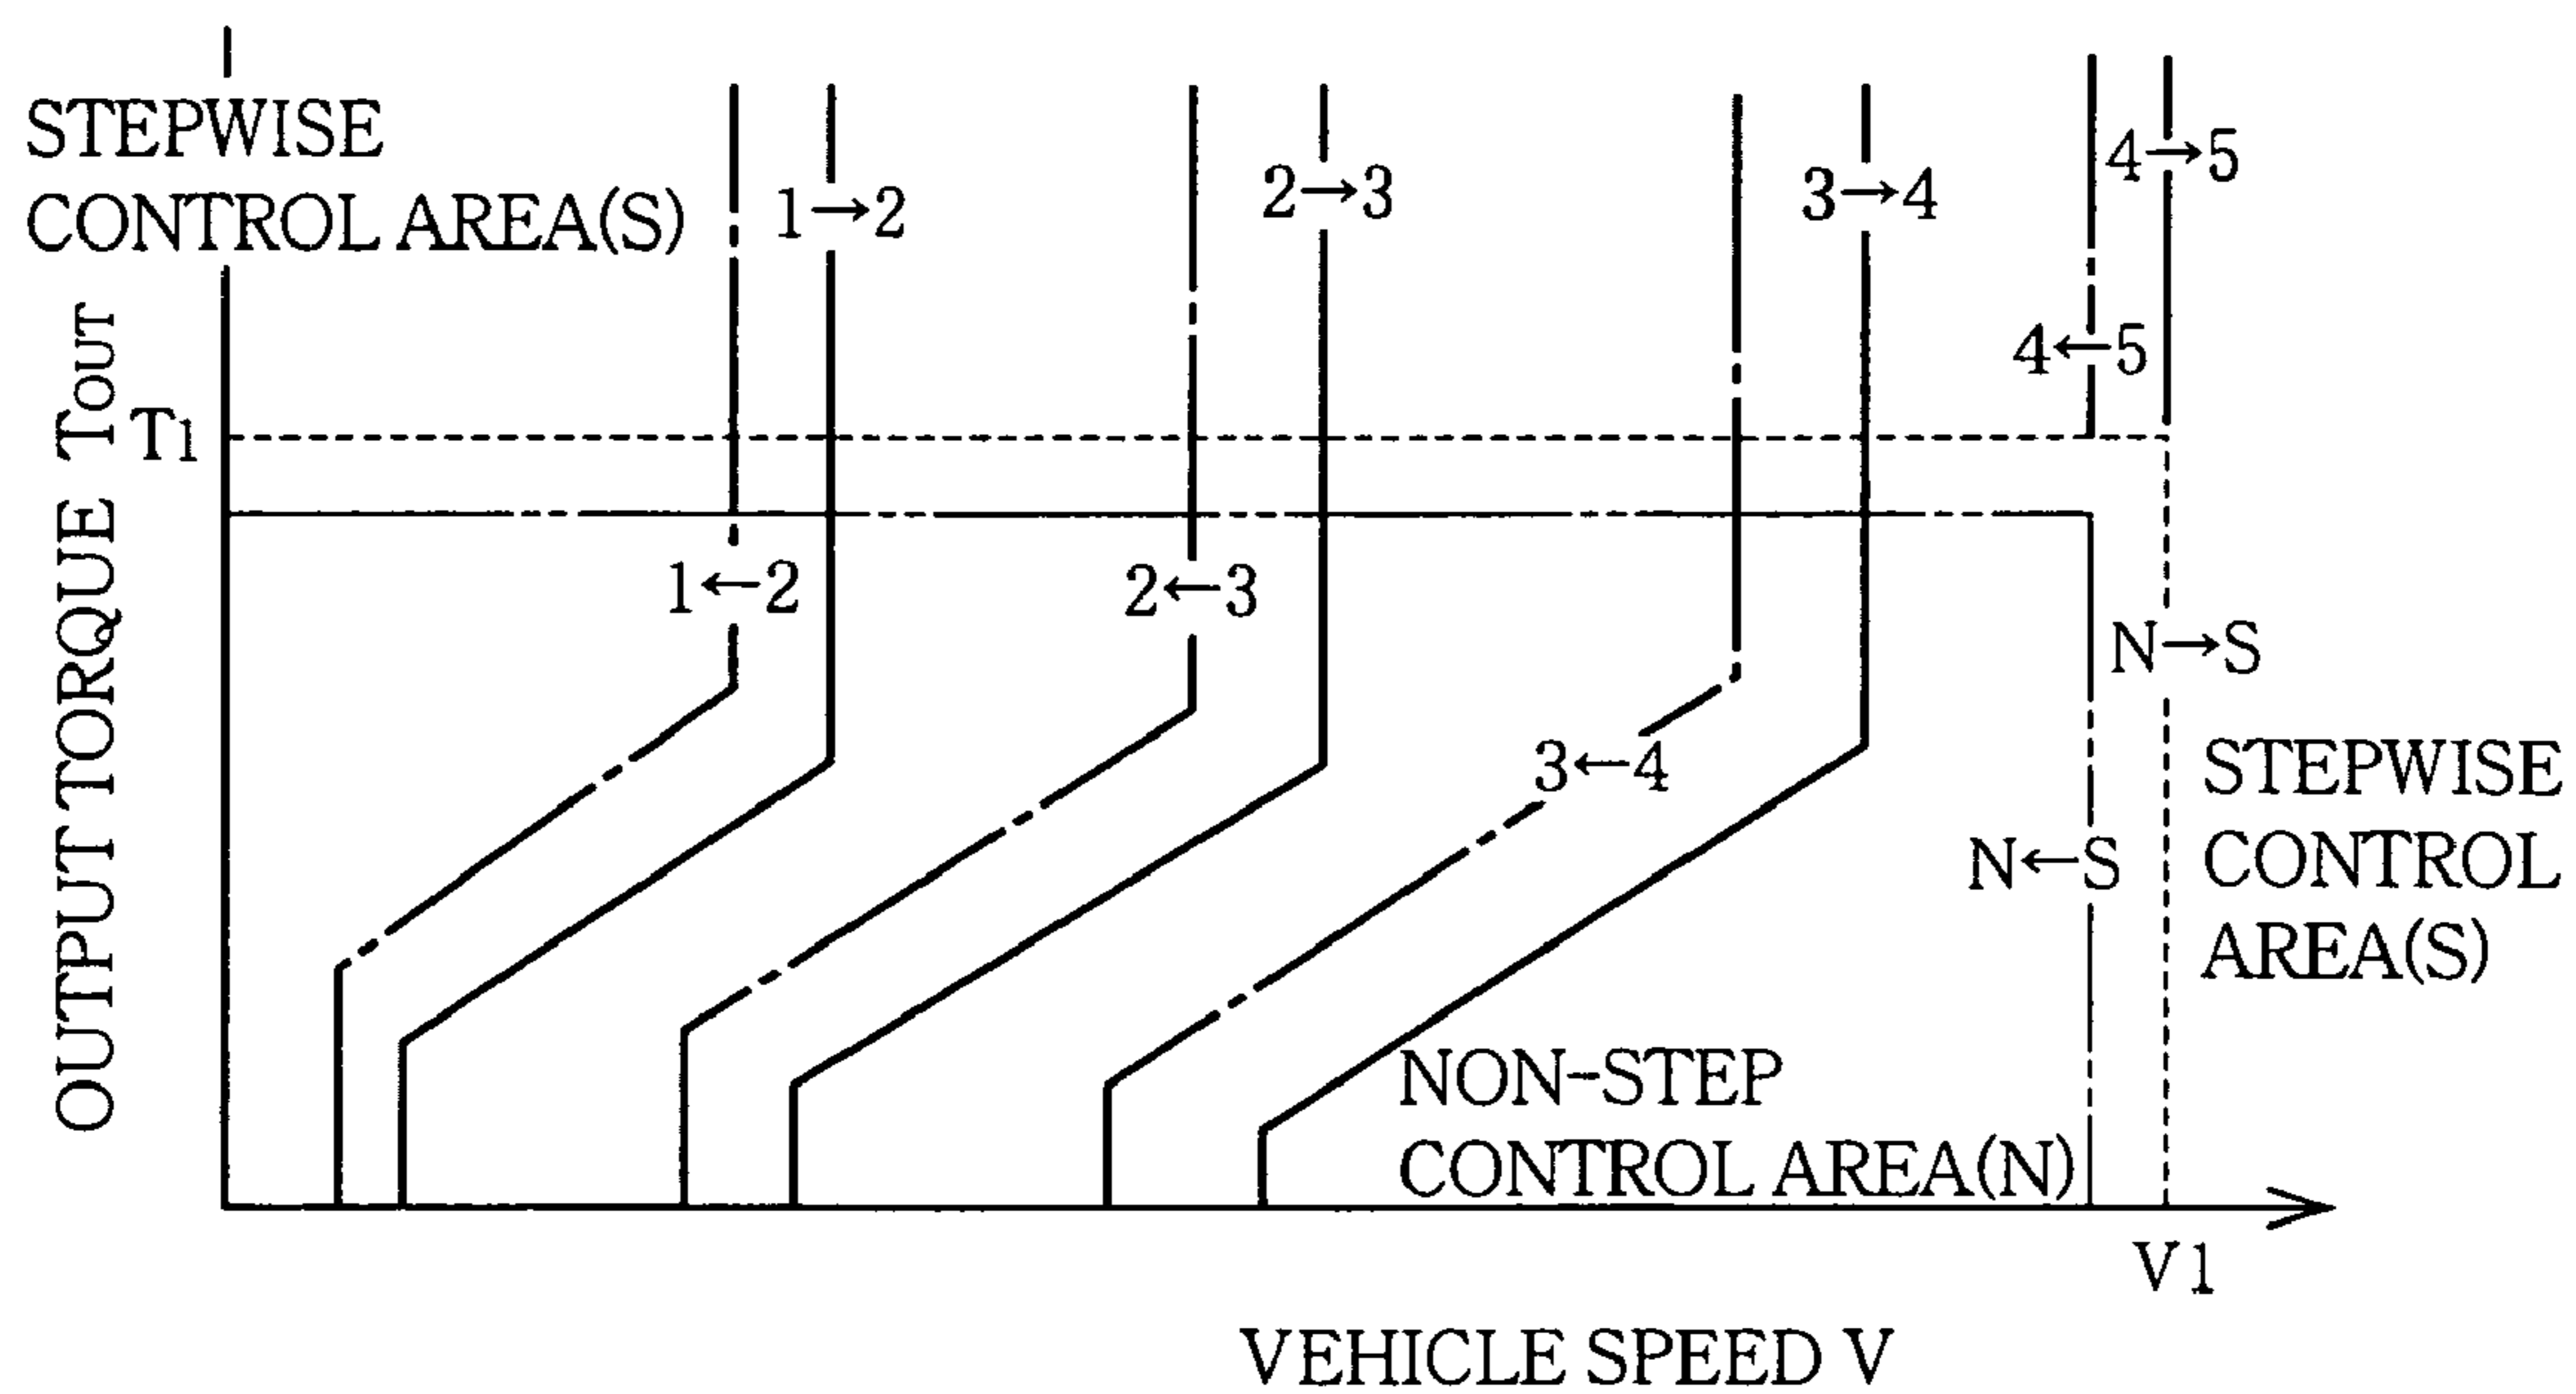 STEPWISE
CONTROL AREA(S)
1→2
2→3
3→4
4→5
4←5
OUTPUT TORQUE TOUT
T1
1←2
2←3
3←4
N→S
N←S
STEPWISE
CONTROL
AREA(S)
NON-STEP
CONTROL AREA(N)
V1
VEHICLE SPEED V